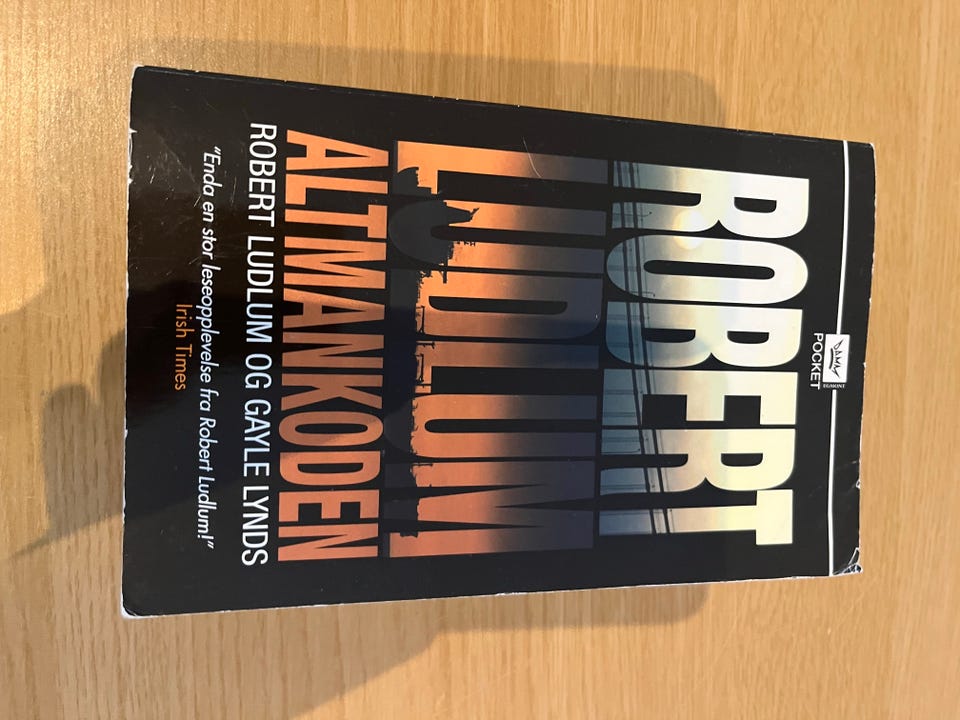 DAMM
EGMONT
POCKET
ROBERT
LUDLUM
ALTMANKODEN
ROBERT LUDLUM OG GAYLE LYNDS
"Enda en stor leseopplevelse fra Robert Ludlum!"
Irish Times